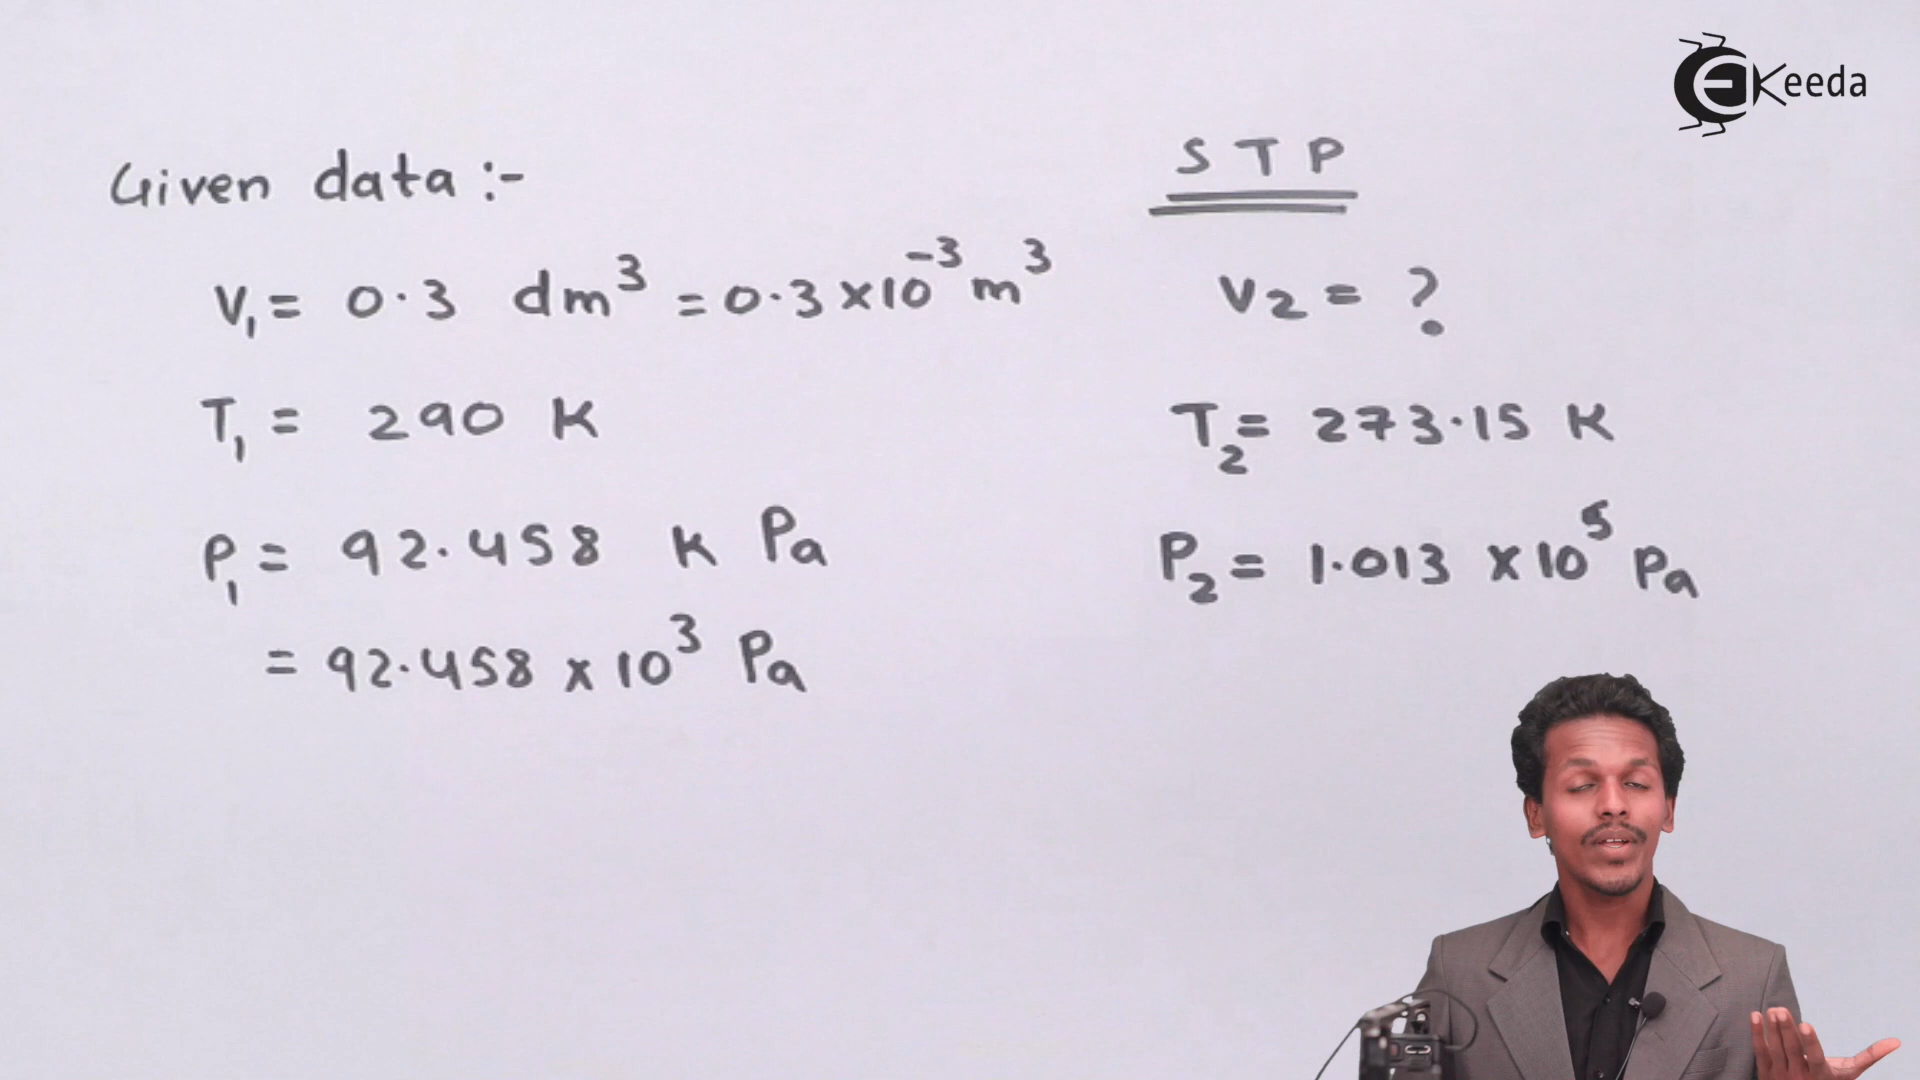 EKeeda
Given data :-
V₁ = 0.3 dm³ = 0.3 x 10⁻³ m³
T₁ = 290 K
P₁ = 92.458 k Pa
= 92.458 x 10³ Pa
STP
V2 = ?
T₂ = 273.15 K
P₂ = 1.013 x 10⁵ Pa